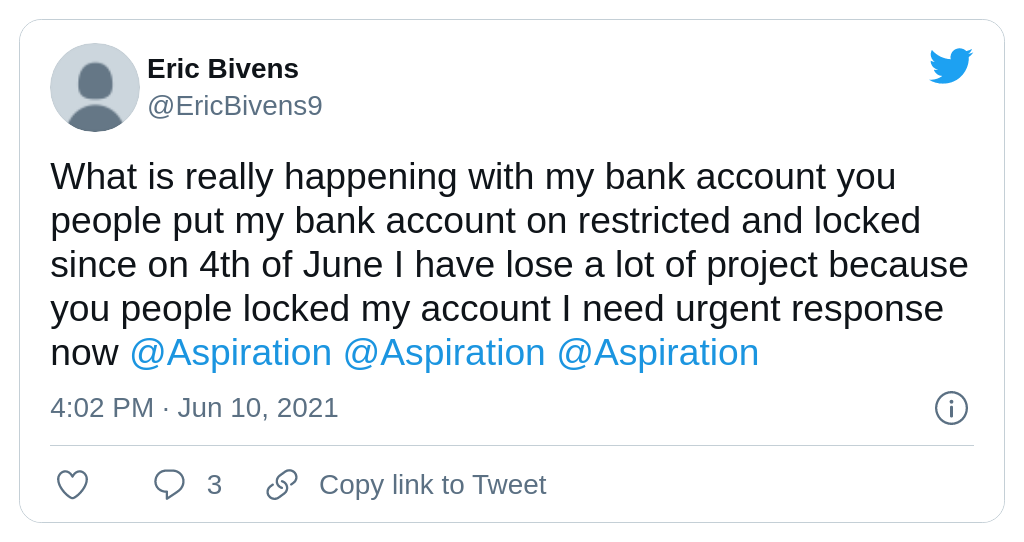 Eric Bivens
@EricBivens9
What is really happening with my bank account you
people put my bank account on restricted and locked
since on 4th of June I have lose a lot of project because
you people locked my account I need urgent response
now @Aspiration @Aspiration @Aspiration
4:02 PM · Jun 10, 2021
3 Copy link to Tweet